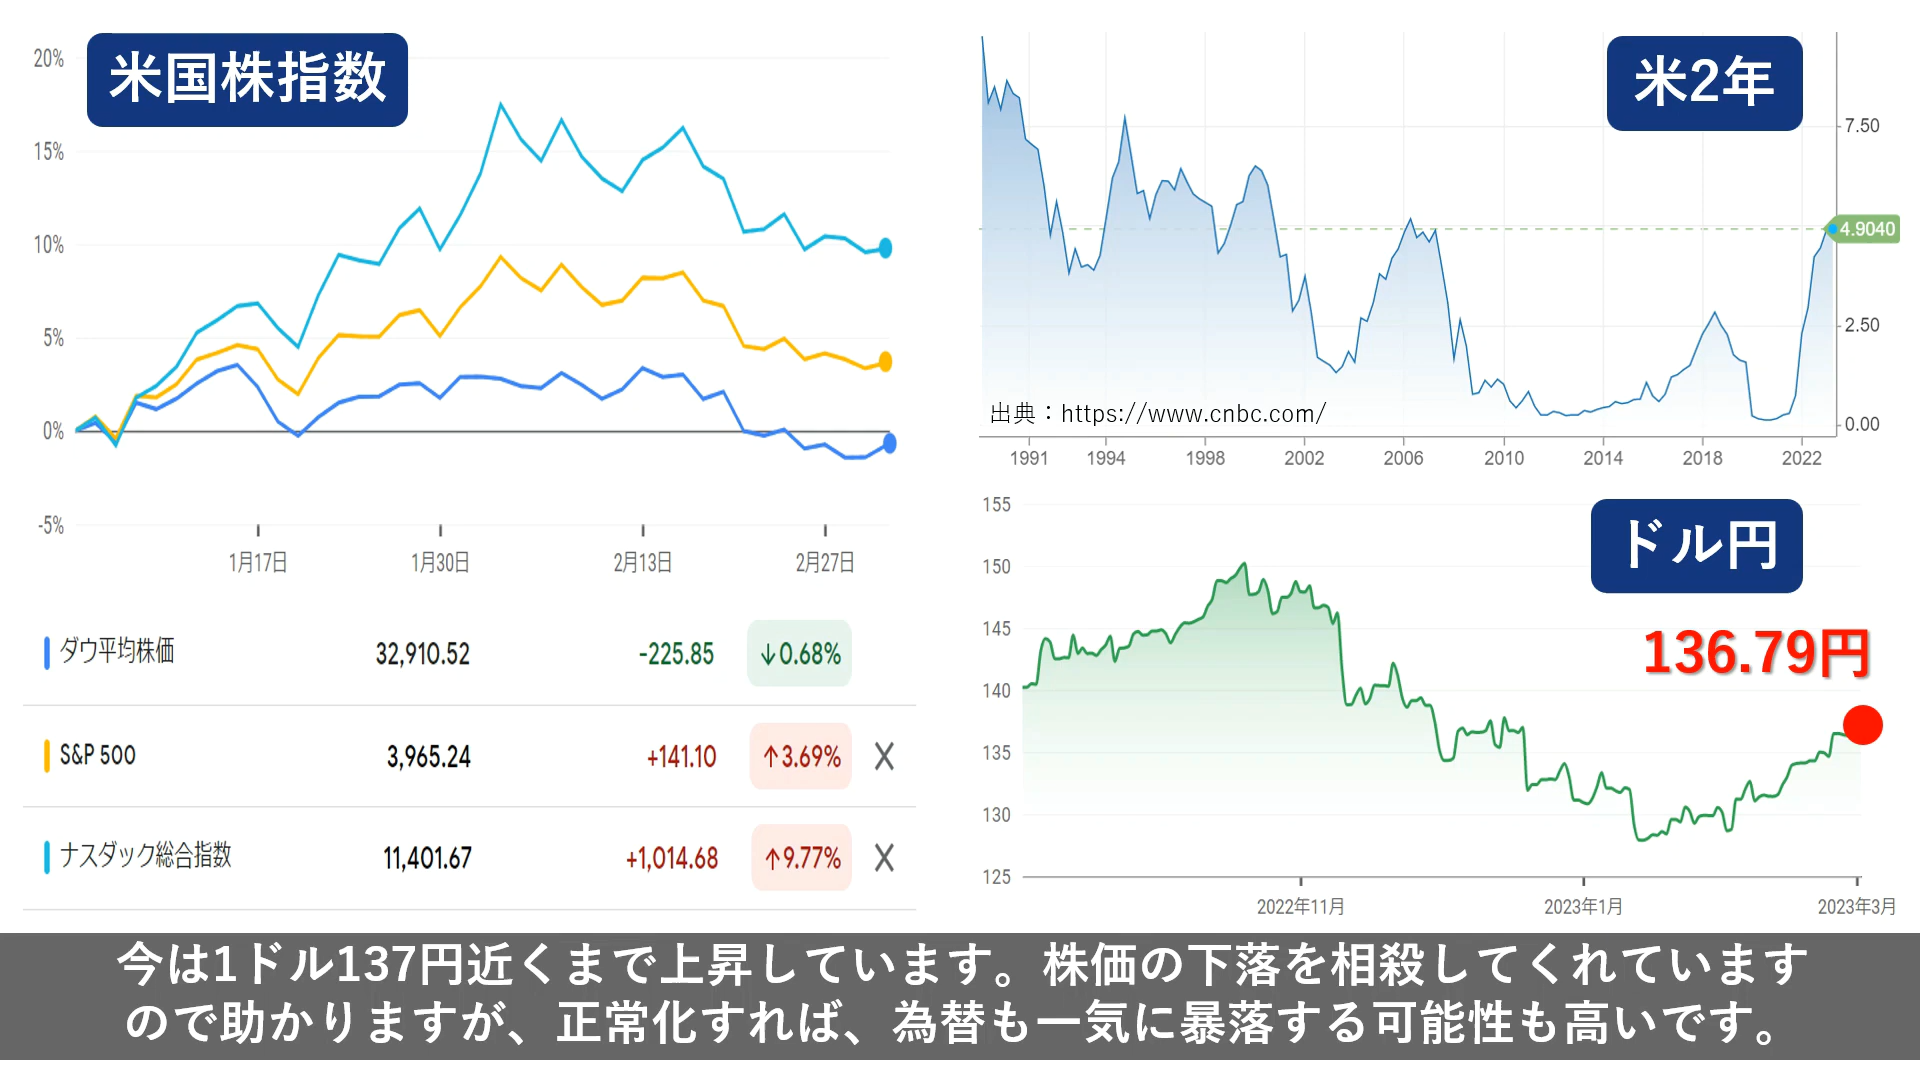 米国株指数
20%
15%
10%
5%
0%
-5%
1月17日
1月30日
2月13日
2月27日
ダウ平均株価 32,910.52 -225.85 ↓0.68%
S&P 500 3,965.24 +141.10 ↑3.69% X
ナスダック総合指数 11,401.67 +1,014.68 ↑9.77% X
米2年
7.50
4.9040
2.50
0.00
出典：https://www.cnbc.com/
1991 1994 1998 2002 2006 2010 2014 2018 2022
ドル円
136.79円
155
150
145
140
135
130
125
2022年11月
2023年1月
2023年3月
今は1ドル137円近くまで上昇しています。株価の下落を相殺してくれています
ので助かりますが、正常化すれば、為替も一気に暴落する可能性も高いです。